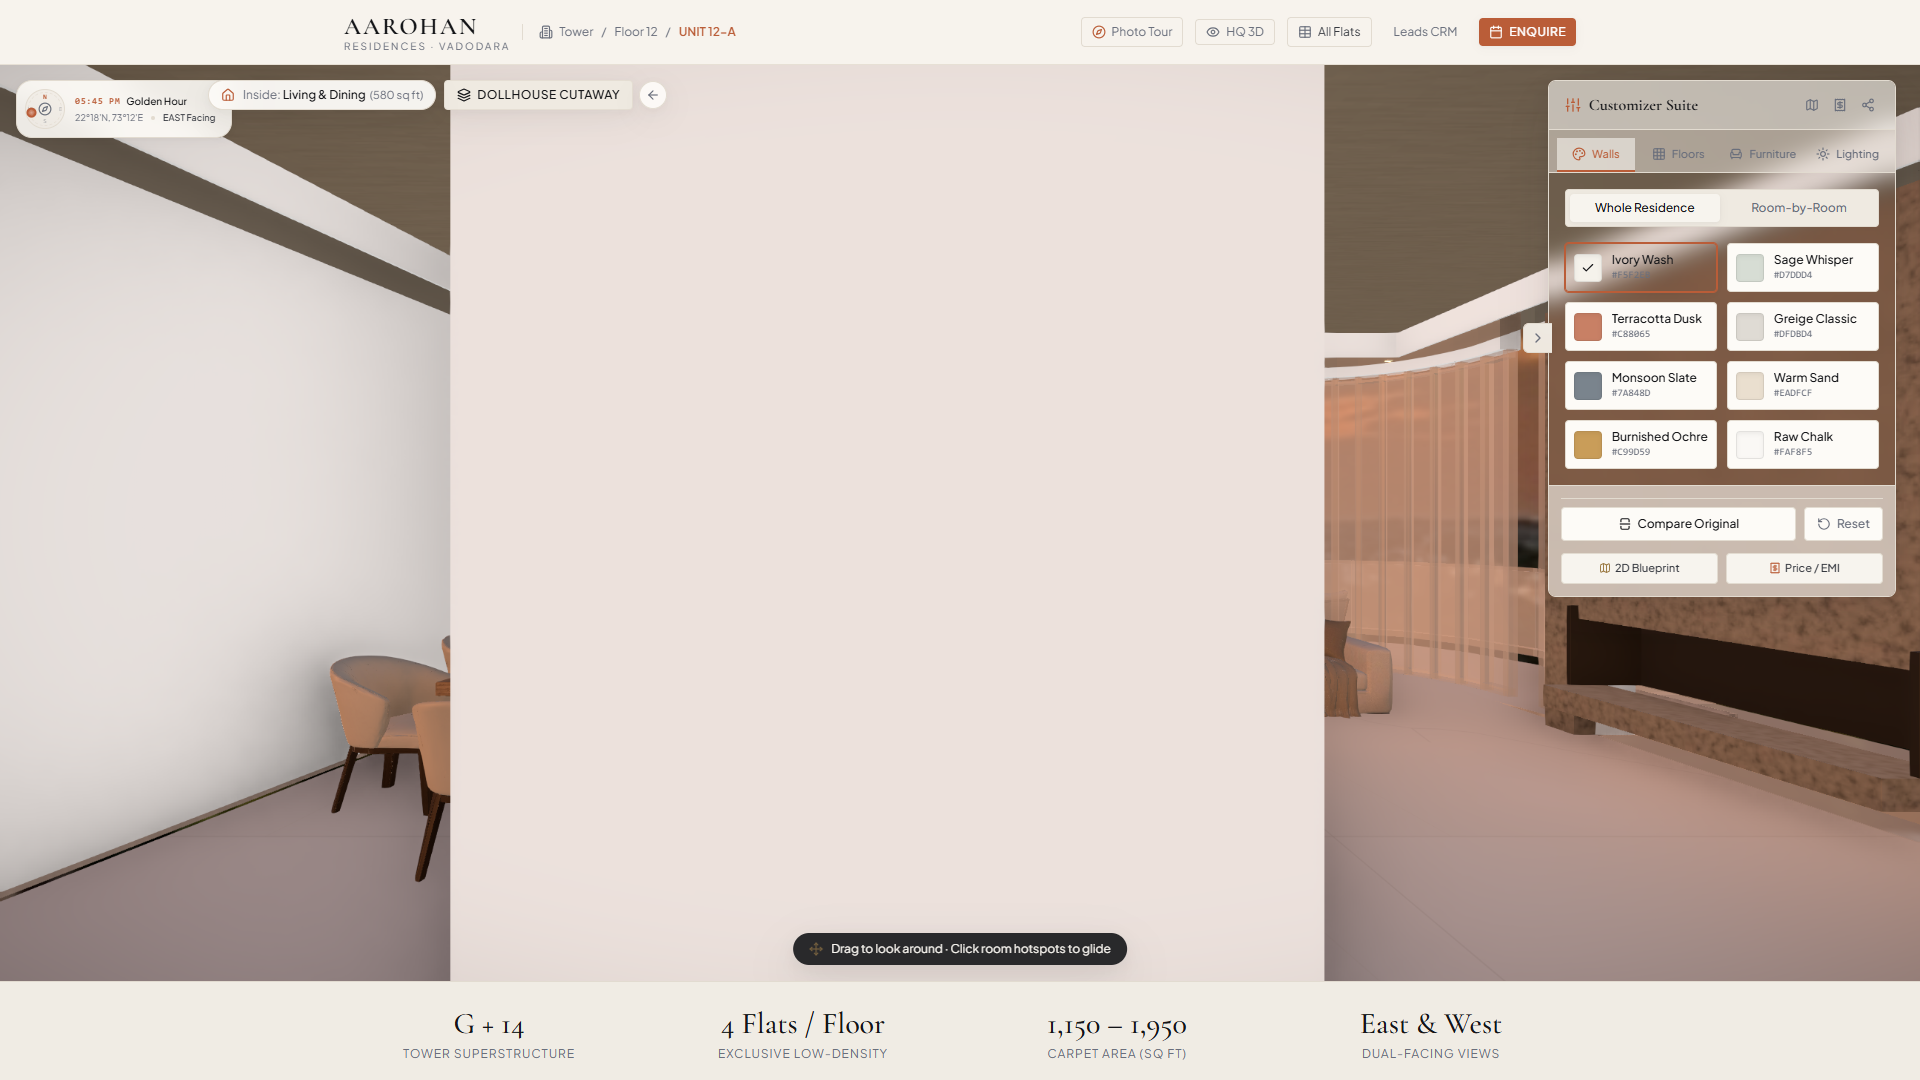 AAROHAN
RESIDENCES · VADODARA
Tower / Floor 12 / UNIT 12-A
Photo Tour
HQ 3D
All Flats
Leads CRM
ENQUIRE
N
05:45 PM Golden Hour
22°18'N, 73°12'E • EAST Facing
Inside: Living & Dining (580 sq ft)
DOLLHOUSE CUTAWAY
Customizer Suite
Walls
Floors
Furniture
Lighting
Whole Residence
Room-by-Room
Ivory Wash
Sage Whisper
#D7DDD4
Terracotta Dusk
#C88065
Greige Classic
#DFDBD4
Monsoon Slate
#7A848D
Warm Sand
#EADFCF
Burnished Ochre
#C99D59
Raw Chalk
#FAF8F5
Compare Original
Reset
2D Blueprint
Price / EMI
Drag to look around · Click room hotspots to glide
G + 14
TOWER SUPERSTRUCTURE
4 Flats / Floor
EXCLUSIVE LOW-DENSITY
1,150 – 1,950
CARPET AREA (SQ FT)
East & West
DUAL-FACING VIEWS